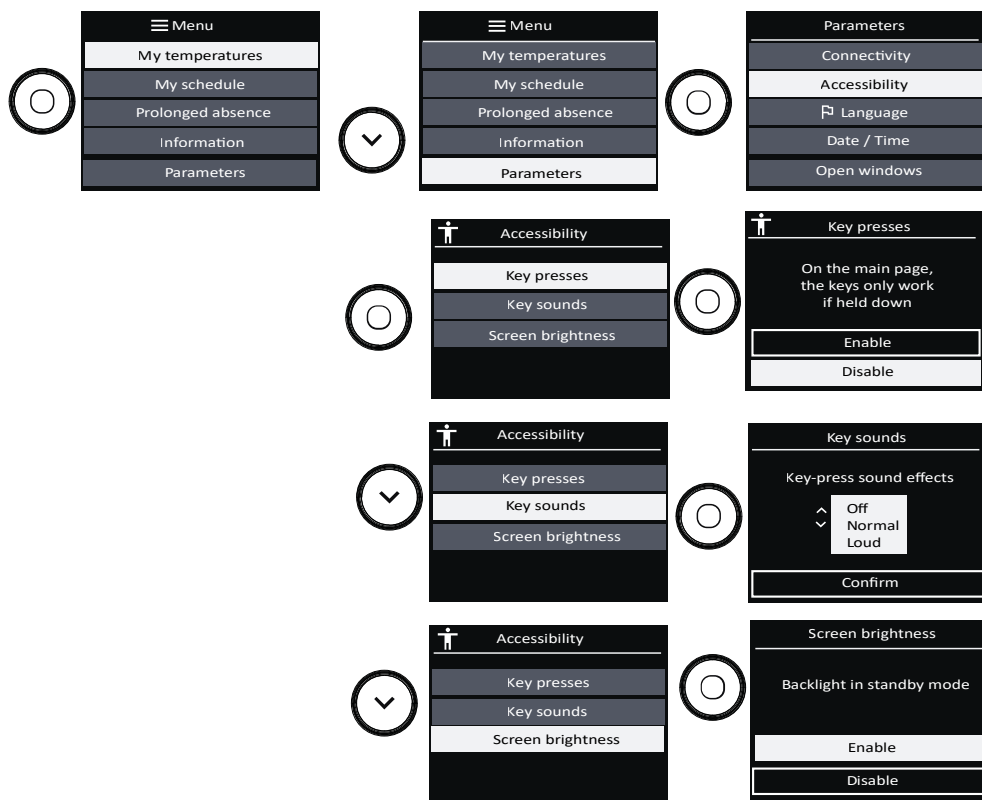 Menu
My temperatures
My schedule
Prolonged absence
Information
Parameters
Menu
My temperatures
My schedule
Prolonged absence
Information
Parameters
Parameters
Connectivity
Accessibility
Language
Date / Time
Open windows
Accessibility
Key presses
Key sounds
Screen brightness
Key presses
On the main page,
the keys only work
if held down
Enable
Disable
Accessibility
Key presses
Key sounds
Screen brightness
Key sounds
Key-press sound effects
Off
Normal
Loud
Confirm
Accessibility
Key presses
Key sounds
Screen brightness
Screen brightness
Backlight in standby mode
Enable
Disable